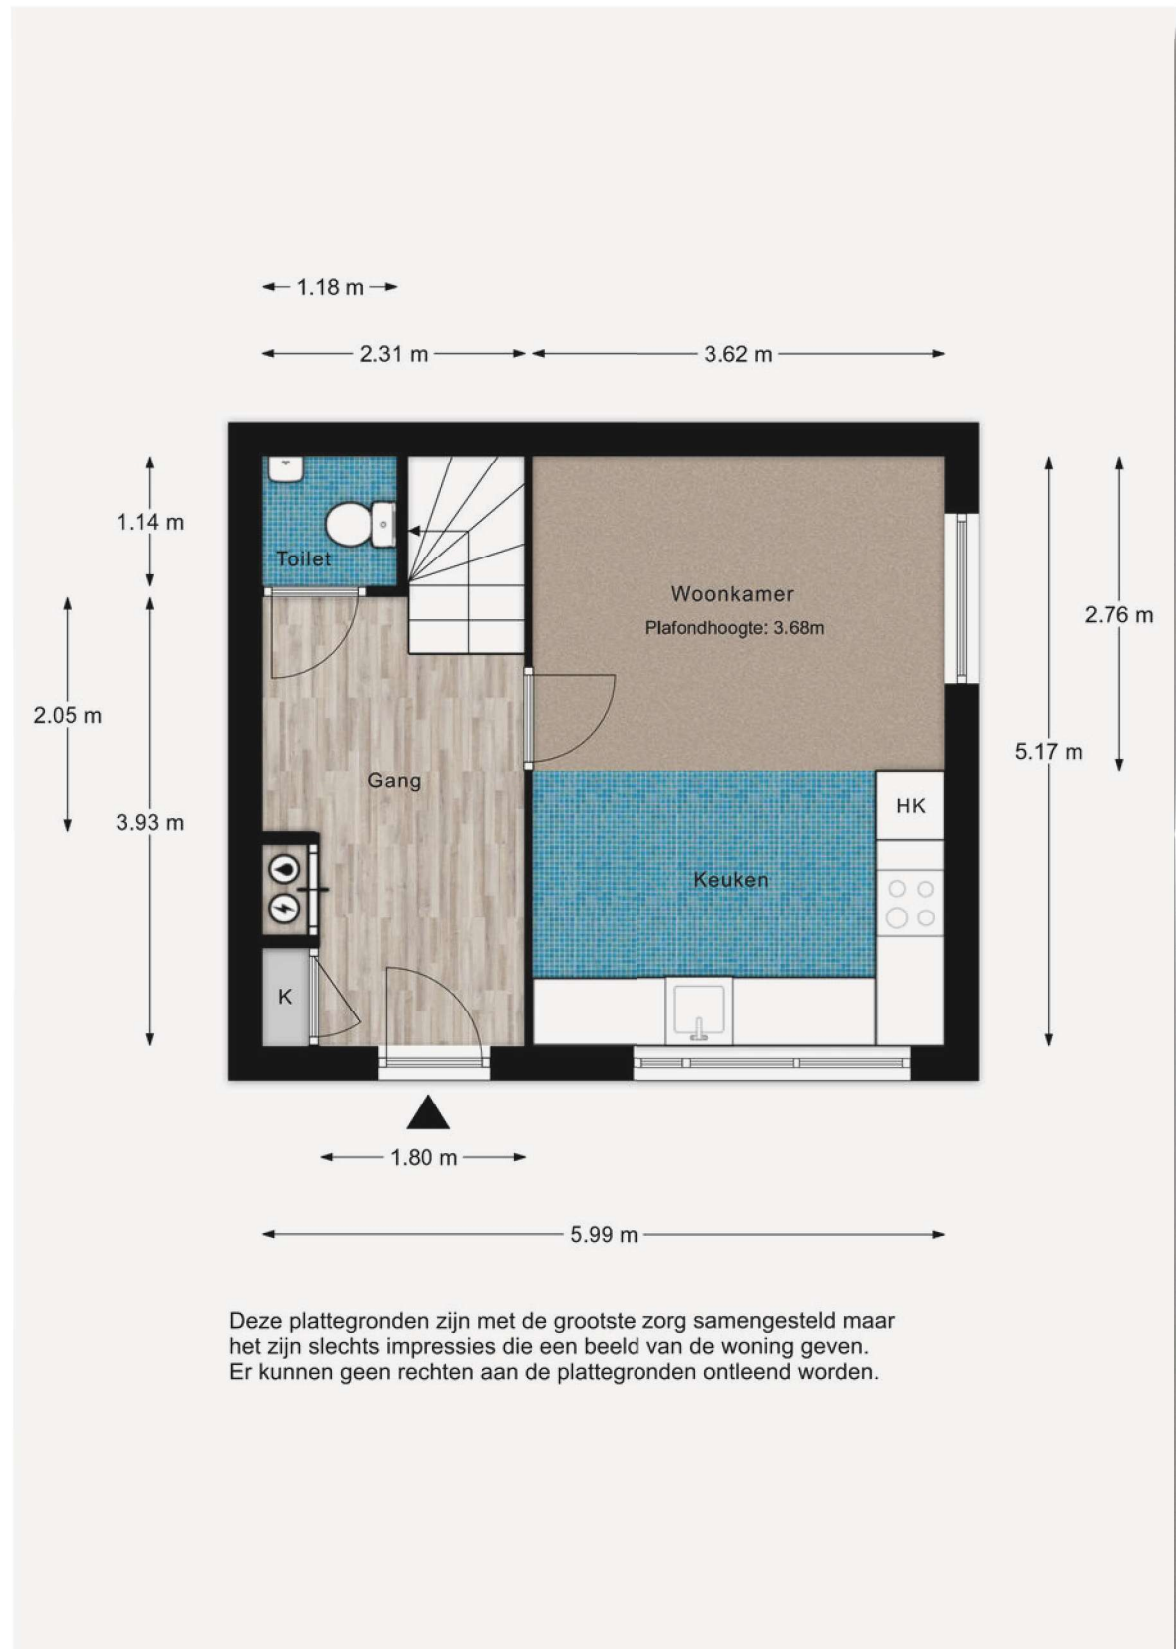 1.18 m
2.31 m
3.62 m
1.14 m
Toilet
Woonkamer
Plafondhoogte: 3.68m
2.76 m
2.05 m
5.17 m
Gang
HK
3.93 m
Keuken
K
1.80 m
5.99 m
Deze plattegronden zijn met de grootste zorg samengesteld maar
het zijn slechts impressies die een beeld van de woning geven.
Er kunnen geen rechten aan de plattegronden ontleend worden.